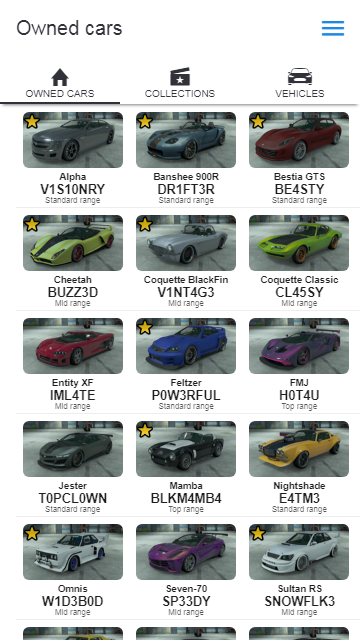 Owned cars
OWNED CARS COLLECTIONS VEHICLES
Alpha Banshee 900R Bestia GTS
V1S10NRY DR1FT3R BE4STY
Standard range Standard range Standard range
Cheetah Coquette BlackFin Coquette Classic
BUZZ3D V1NT4G3 CL45SY
Mid range Mid range Mid range
Entity XF Feltzer FMJ
IML4TE P0W3RFUL H0T4U
Mid range Standard range Top range
Jester Mamba Nightshade
T0PCL0WN BLKM4MB4 E4TM3
Standard range Top range Standard range
Omnis Seven-70 Sultan RS
W1D3B0D SP33DY SNOWFLK3
Mid range Standard range Mid range